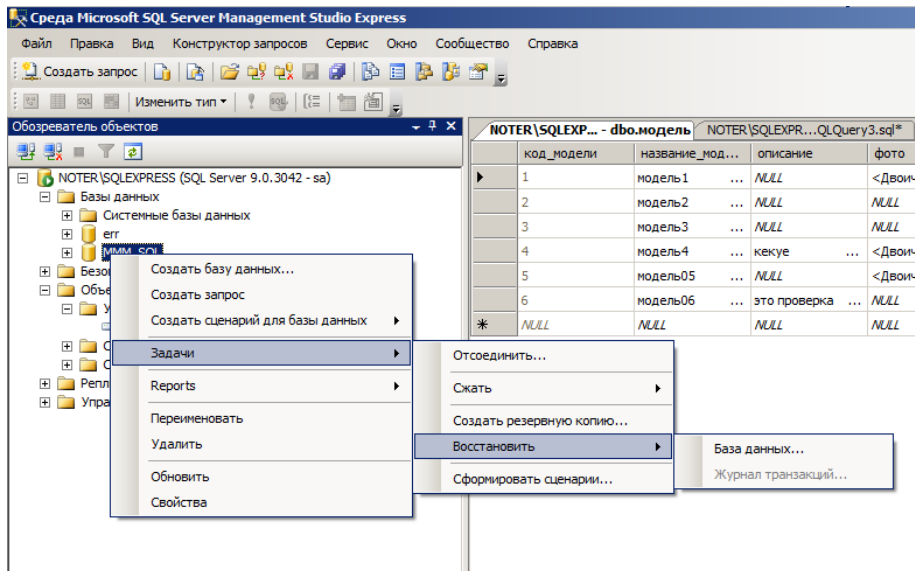 Среда Microsoft SQL Server Management Studio Express
Файл Правка Вид Конструктор запросов Сервис Окно Сообщество Справка
Создать запрос
Изменить тип
Обозреватель объектов
NOTER\SQLEXP... - dbo.модель NOTER\SQLEXPR...QLQuery3.sql*
код_модели название_мод... описание фото
NOTER\SQLEXPRESS (SQL Server 9.0.3042 - sa)
Базы данных
Системные базы данных
err
MMM_SQL
1 модель1 ... NULL <Двоич
2 модель2 ... NULL NULL
3 модель3 ... NULL NULL
4 модель4 ... кекуе ... <Двоич
5 модель05 ... NULL <Двоич
6 модель06 ... это проверка ... NULL
NULL NULL NULL NULL
Создать базу данных...
Создать запрос
Создать сценарий для базы данных
Задачи
Reports
Переименовать
Удалить
Обновить
Свойства
Отсоединить...
Сжать
Создать резервную копию...
Восстановить
Сформировать сценарии...
База данных...
Журнал транзакций...